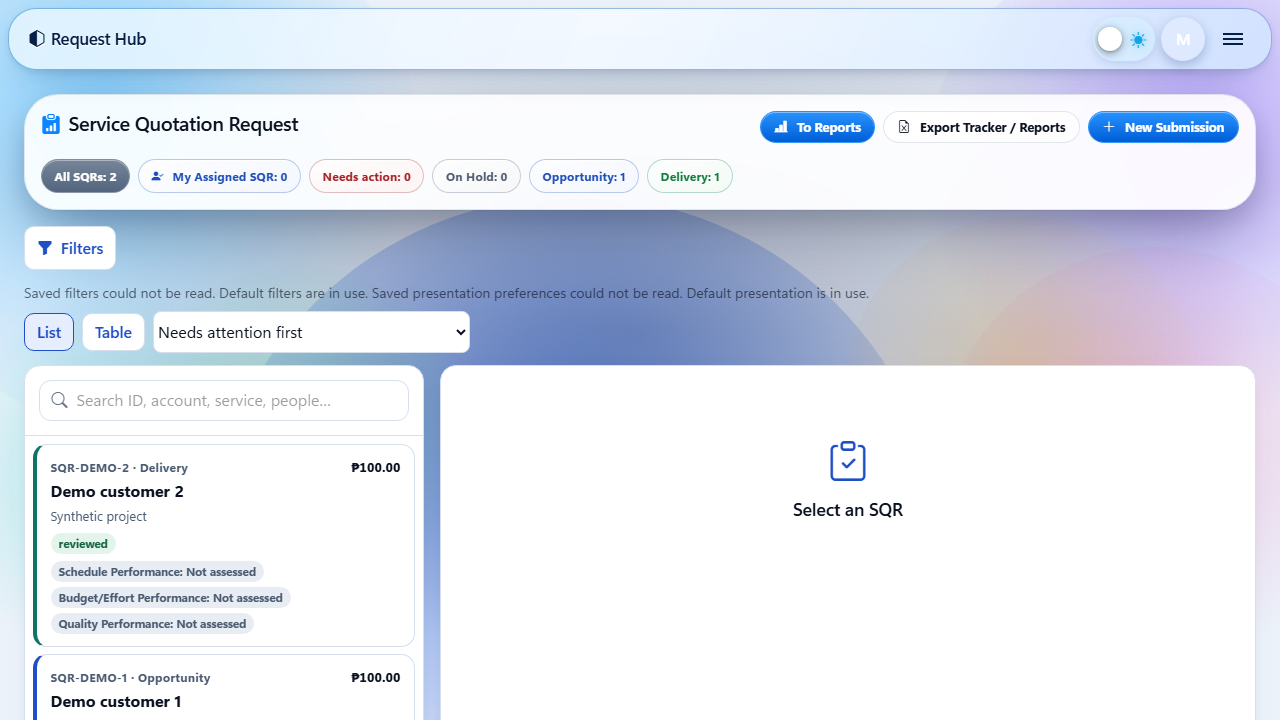 Request Hub
M
Service Quotation Request
To Reports
Export Tracker / Reports
New Submission
All SQRs: 2
My Assigned SQR: 0
Needs action: 0
On Hold: 0
Opportunity: 1
Delivery: 1
Filters
Saved filters could not be read. Default filters are in use. Saved presentation preferences could not be read. Default presentation is in use.
List
Table
Needs attention first
Search ID, account, service, people...
SQR-DEMO-2 · Delivery
₱100.00
Demo customer 2
Synthetic project
reviewed
Schedule Performance: Not assessed
Budget/Effort Performance: Not assessed
Quality Performance: Not assessed
SQR-DEMO-1 · Opportunity
₱100.00
Demo customer 1
Select an SQR